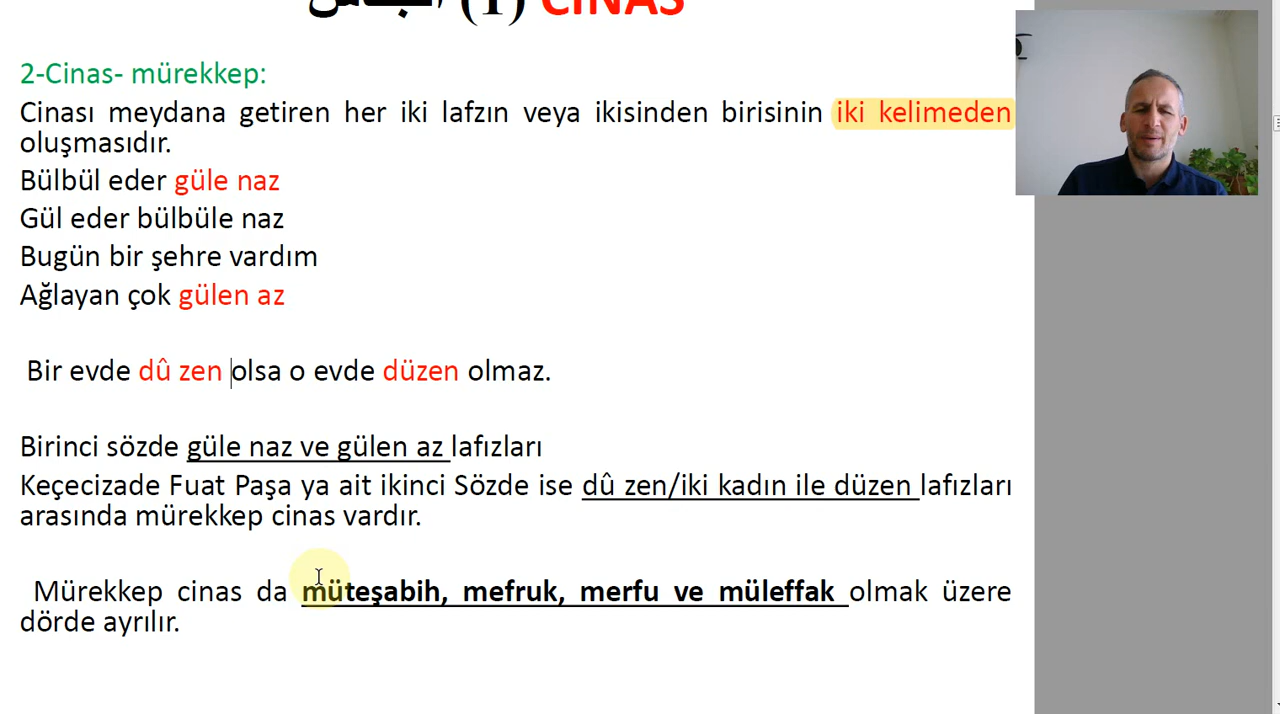 (1) CİNAS
2-Cinas- mürekkep:
Cinası meydana getiren her iki lafzın veya ikisinden birisinin iki kelimeden
oluşmasıdır.
Bülbül eder güle naz
Gül eder bülbüle naz
Bugün bir şehre vardım
Ağlayan çok gülen az
Bir evde dû zen olsa o evde düzen olmaz.
Birinci sözde güle naz ve gülen az lafızları
Keçecizade Fuat Paşa ya ait ikinci Sözde ise dû zen/iki kadın ile düzen lafızları
arasında mürekkep cinas vardır.
Mürekkep cinas da müteşabih, mefruk, merfu ve müleffak olmak üzere
dörde ayrılır.